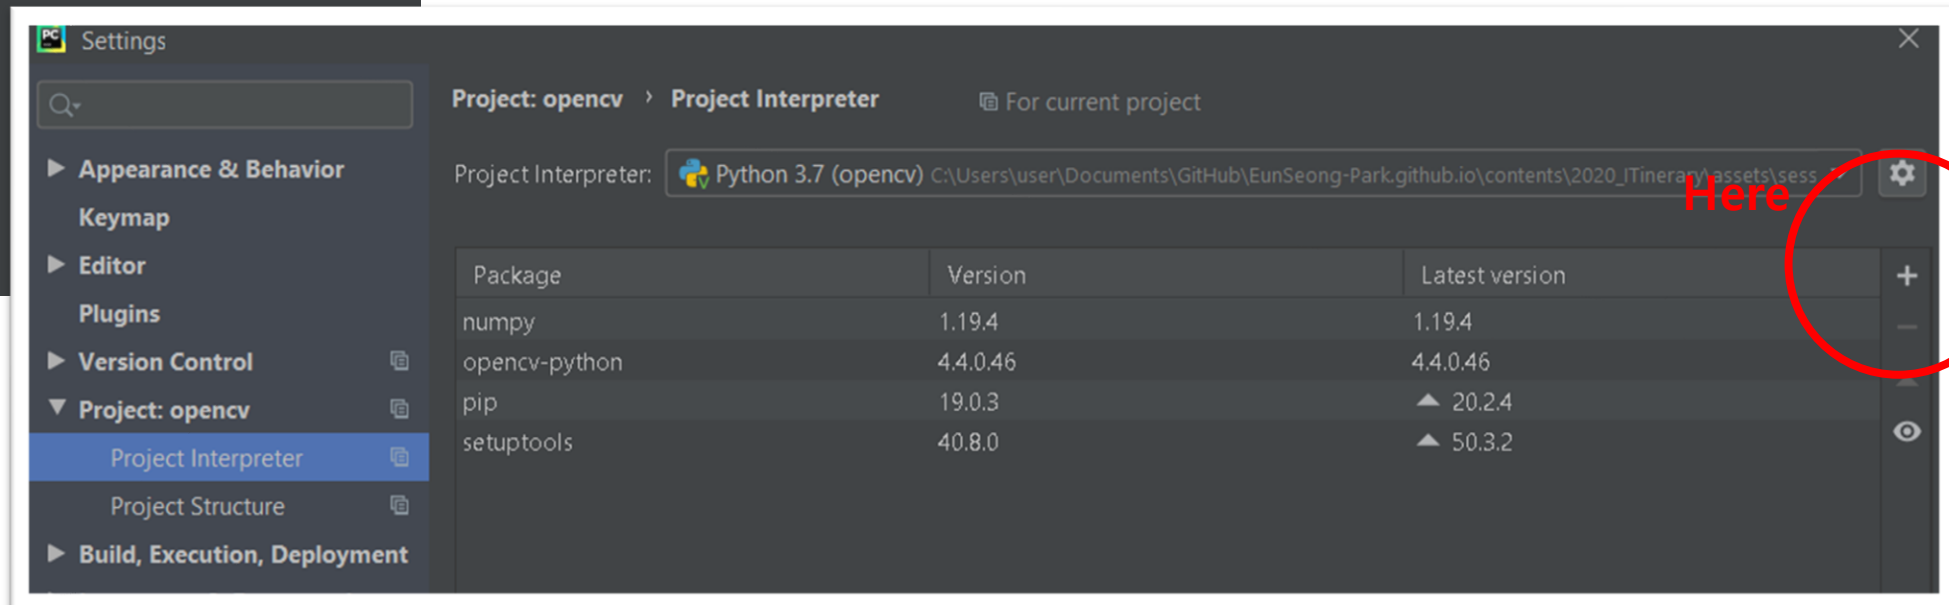 PC
Settings
Project: opencv › Project Interpreter For current project
Appearance & Behavior
Keymap
Editor
Plugins
Version Control
Project: opencv
Project Interpreter
Project Structure
Build, Execution, Deployment
Project Interpreter: Python 3.7 (opencv) C:\Users\user\Documents\GitHub\EunSeong-Park.github.io\contents\2020_ITinerary\assets\sess
Here
Package Version Latest version
numpy 1.19.4 1.19.4
opencv-python 4.4.0.46 4.4.0.46
pip 19.0.3 20.2.4
setuptools 40.8.0 50.3.2